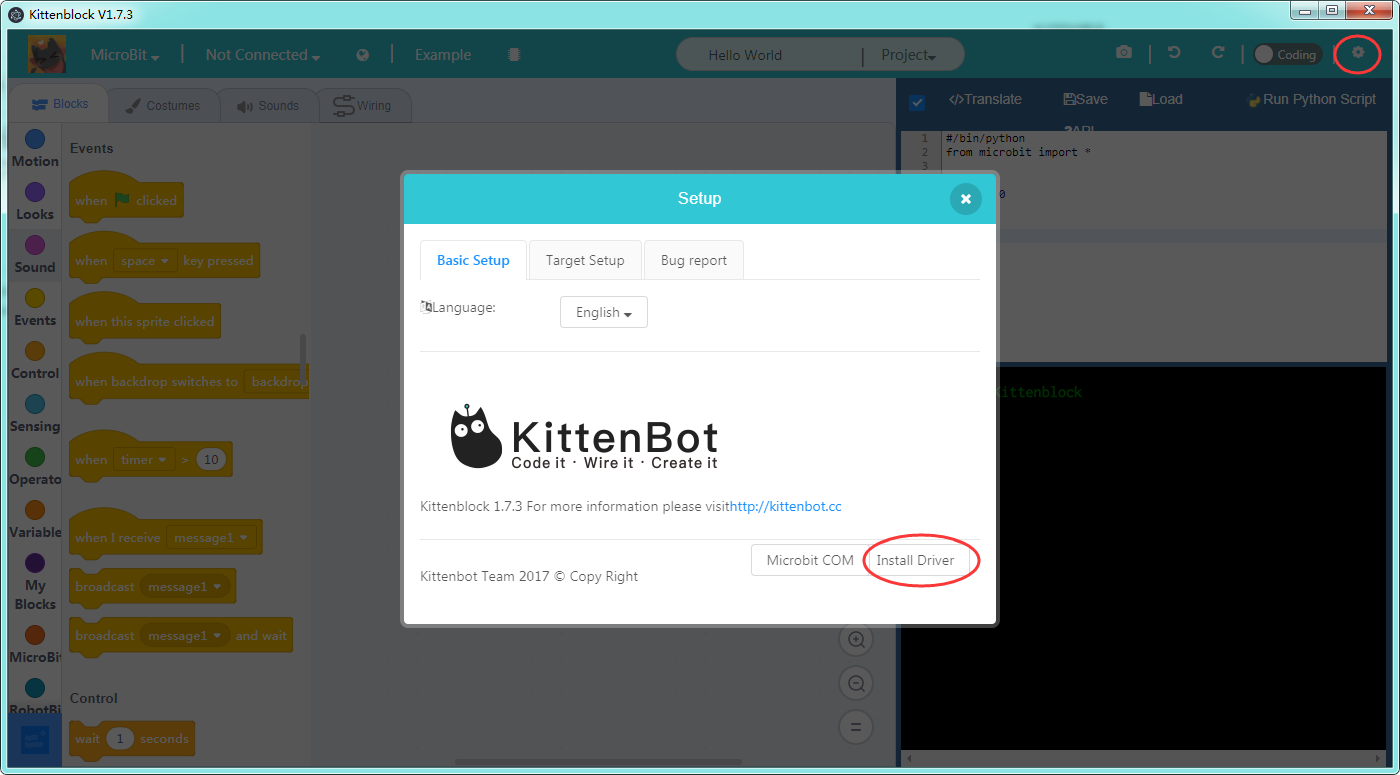 Kittenblock V1.7.3
MicroBit
Not Connected
Example
Hello World
Project
Coding
Blocks
Costumes
Sounds
Wiring
</>Translate
Save
Load
Run Python Script
Motion
Looks
Sound
Events
Control
Sensing
Operato
Variable
My
Blocks
MicroBi
RobotBi
Events
when clicked
when space key pressed
when this sprite clicked
when backdrop switches to backdrop
when timer > 10
when I receive message1
broadcast message1
broadcast message1 and wait
Control
wait 1 seconds
1 #/bin/python
2 from microbit import *
3
0
Kittenblock
Setup
Basic Setup
Target Setup
Bug report
Language:
English
KittenBot
Code it · Wire it · Create it
Kittenblock 1.7.3 For more information please visithttp://kittenbot.cc
Microbit COM
Install Driver
Kittenbot Team 2017 © Copy Right